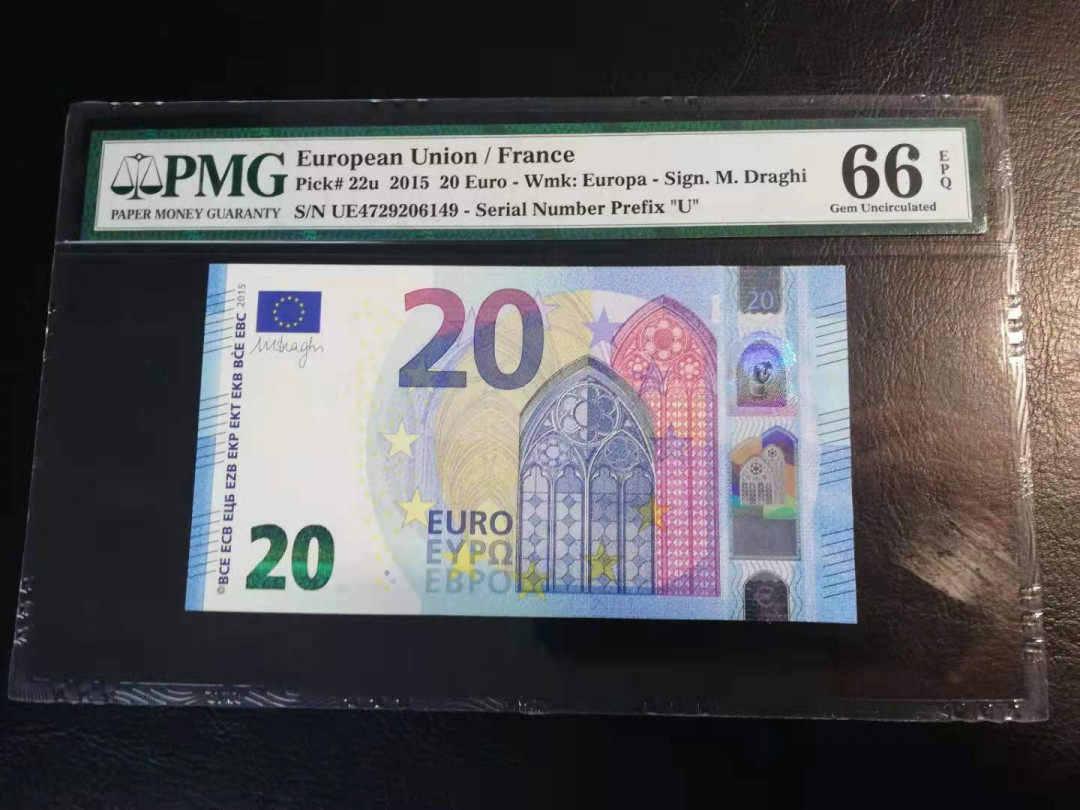 PMG
PAPER MONEY GUARANTY
European Union / France
Pick# 22u 2015 20 Euro - Wmk: Europa - Sign. M. Draghi
S/N UE4729206149 - Serial Number Prefix "U"
66
EPQ
Gem Uncirculated
©BCE ECB ЕЦБ EZB EKP EKT EKB BĊE EBC 2015
M Draghi
20
20
EURO
ΕΥΡΩ
ЕВРО
20
€